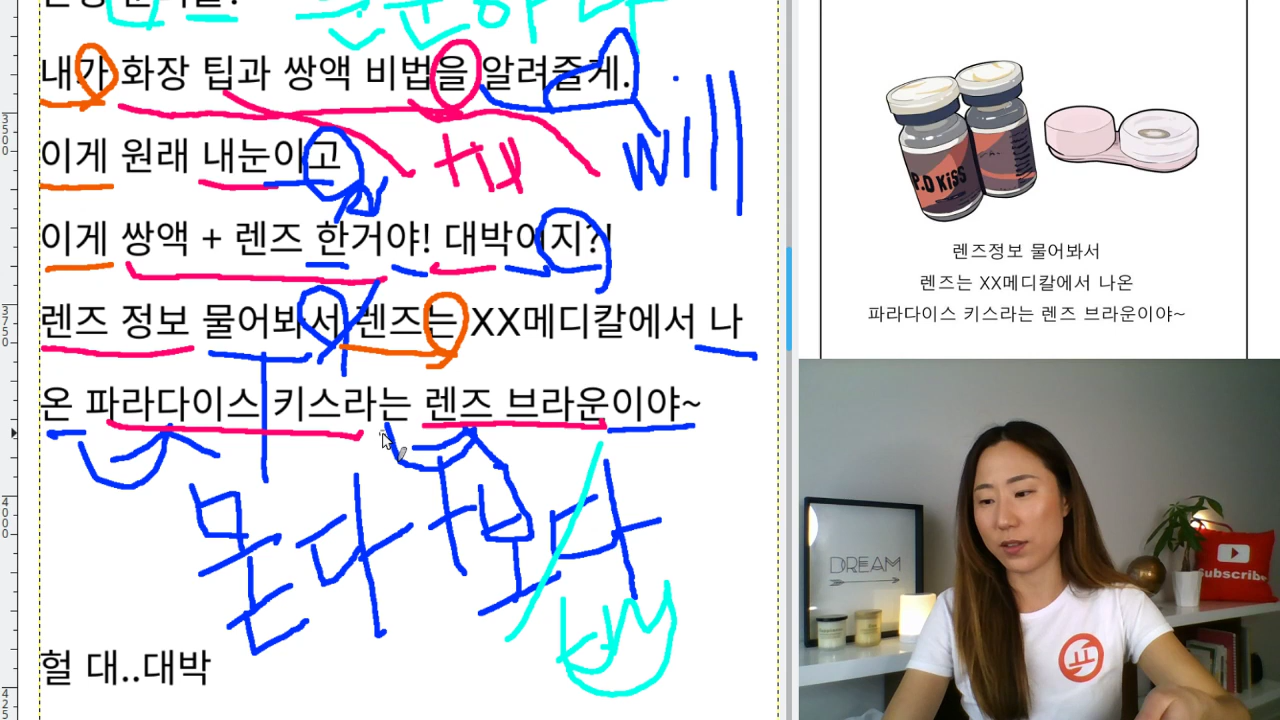 내가 화장 팁과 쌍액 비법을 알려줄게.
will
이게 원래 내눈이고
이게 쌍액 + 렌즈 한거야! 대박이지?!
렌즈 정보 물어봐서 렌즈는 XX메디칼에서 나
온 파라다이스 키스라는 렌즈 브라운이야~
묻다 + 보다
헐 대..대박
P.D KiSS
렌즈정보 물어봐서
렌즈는 XX메디칼에서 나온
파라다이스 키스라는 렌즈 브라운이야~
DREAM
Subscribe